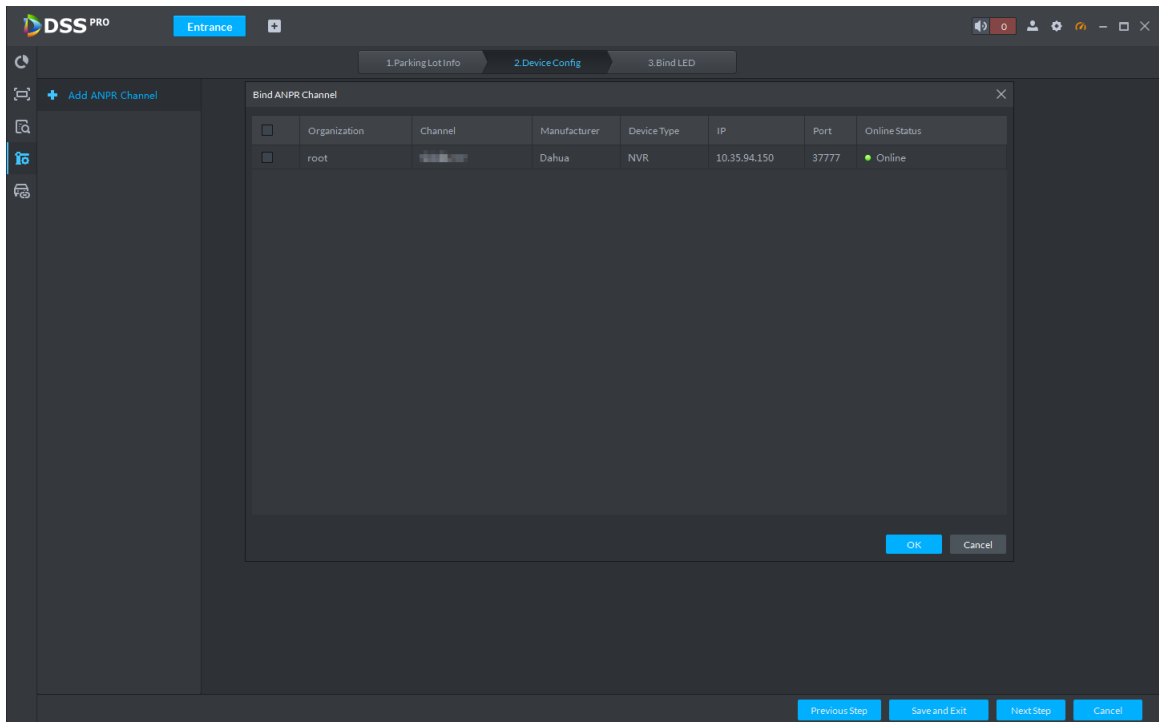 DSS PRO Entrance 0
1.Parking Lot Info 2.Device Config 3.Bind LED
Add ANPR Channel
Bind ANPR Channel
Organization Channel Manufacturer Device Type IP Port Online Status
root Dahua NVR 10.35.94.150 37777 Online
OK Cancel
Previous Step Save and Exit Next Step Cancel